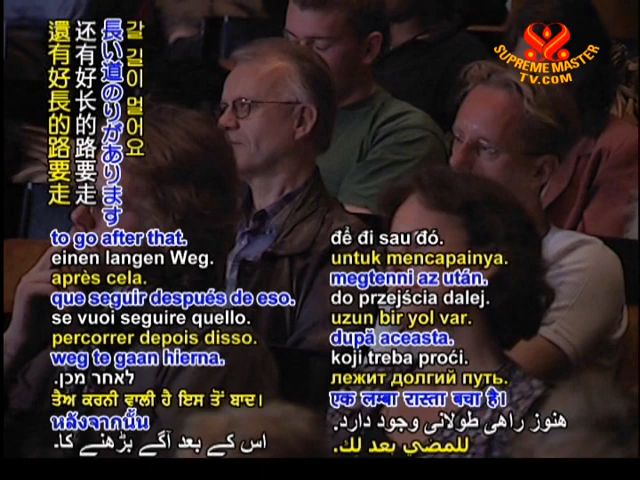 還有好長的路要走
还有好长的路要走
長い道のりがあります
갈 길이 멀어요
SUPREME MASTER
TV.COM
to go after that.
einen langen Weg.
après cela.
que seguir después de eso.
se vuoi seguire quello.
percorrer depois disso.
weg te gaan hierna.
לאחר מכן.
ਤੈਅ ਕਰਨੀ ਵਾਲੀ ਹੈ ਇਸ ਤੋਂ ਬਾਦ।
หลังจากนั้น
اس کے بعد آگے بڑھنے کا۔
để đi sau đó.
untuk mencapainya.
megtenni az után.
do przejścia dalej.
uzun bir yol var.
după aceasta.
koji treba proći.
лежит долгий путь.
एक लम्बा रास्ता बचा है।
هنوز راهی طولانی وجود دارد.
للمضي بعد لك.